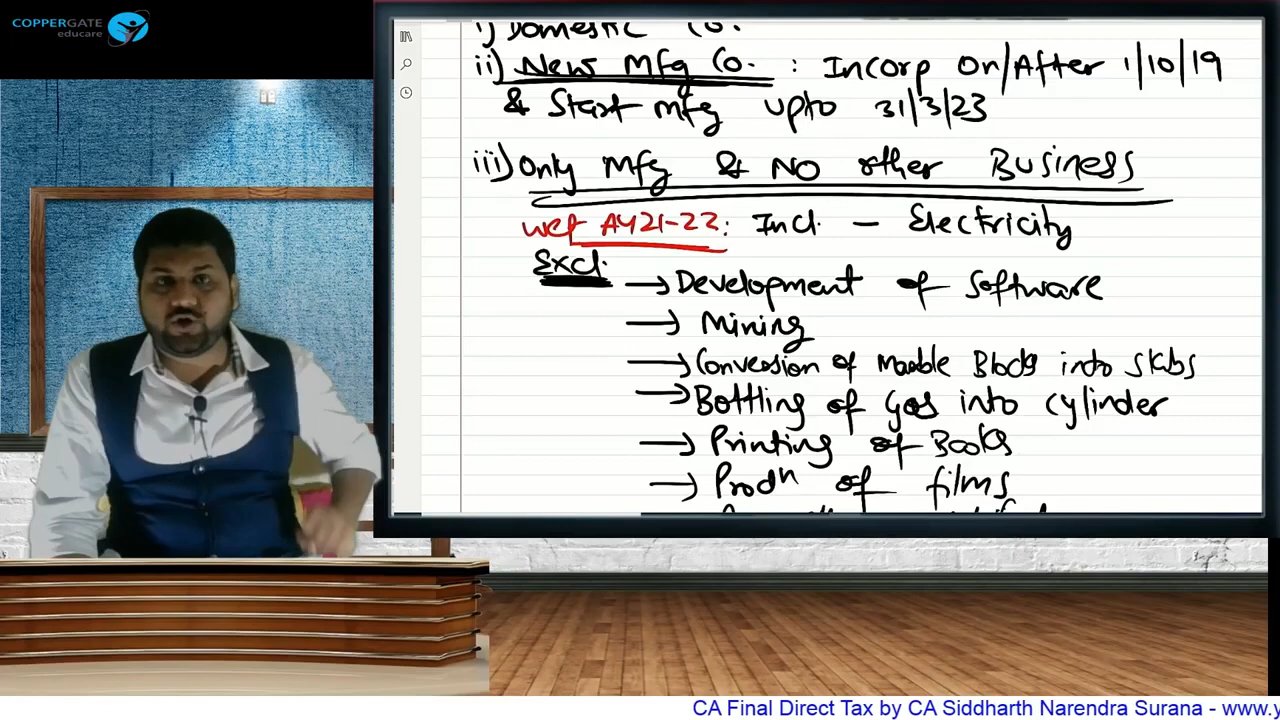 COPPERGATE
educare
i) Domestic Co.
ii) New Mfg Co. : Incorp On/After 1/10/19
& Start mfg upto 31/3/23
iii) Only Mfg & NO other Business
wef AY21-22: Incl. - Electricity
Excl.
→ Development of Software
→ Mining
→ Conversion of Marble Blocks into Slabs
→ Bottling of Gas into cylinder
→ Printing of Books
→ Prodn of films
CA Final Direct Tax by CA Siddharth Narendra Surana - www.y